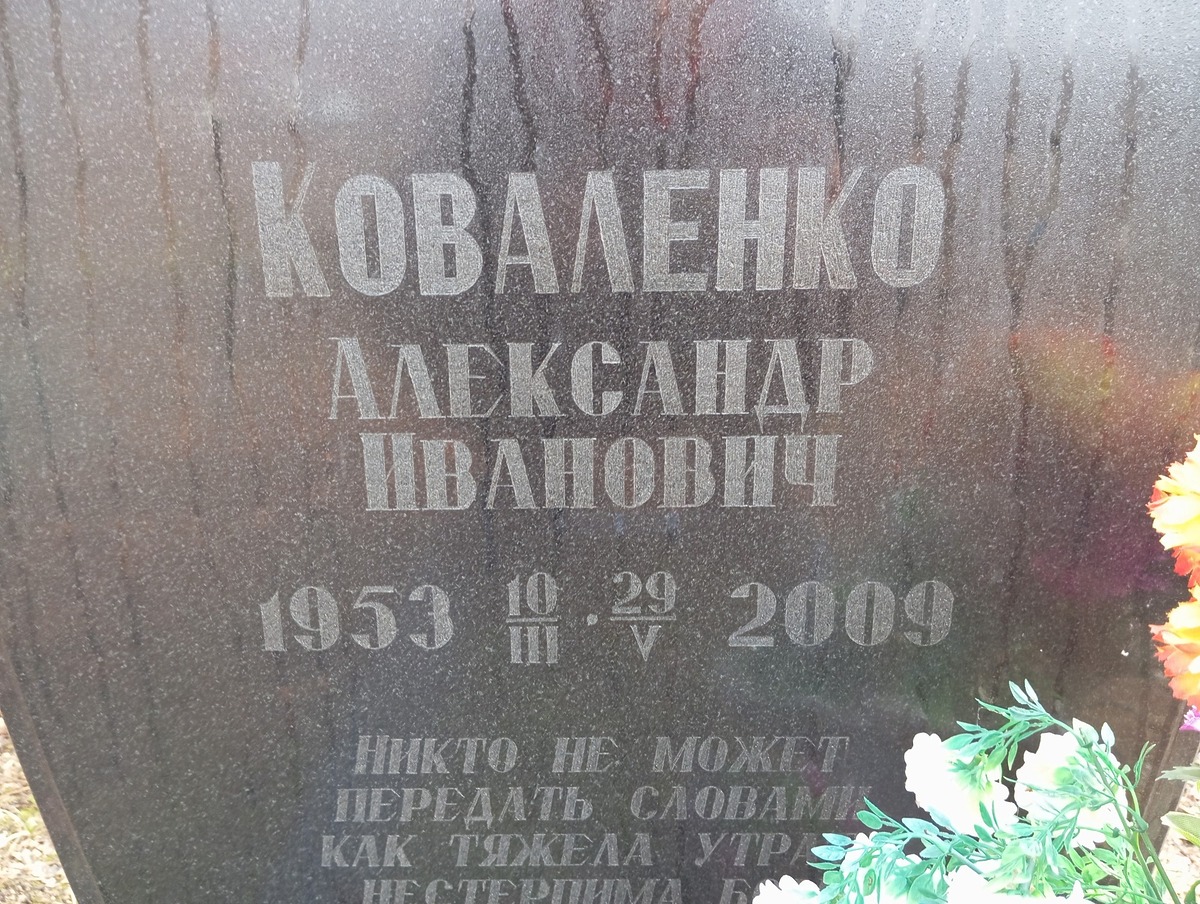 КОВАЛЕНКО
АЛЕКСАНДР
ИВАНОВИЧ
1953 10/III · 29/V 2009
НИКТО НЕ МОЖЕТ
ПЕРЕДАТЬ СЛОВАМИ
КАК ТЯЖЕЛА
НЕСТЕРПИМА